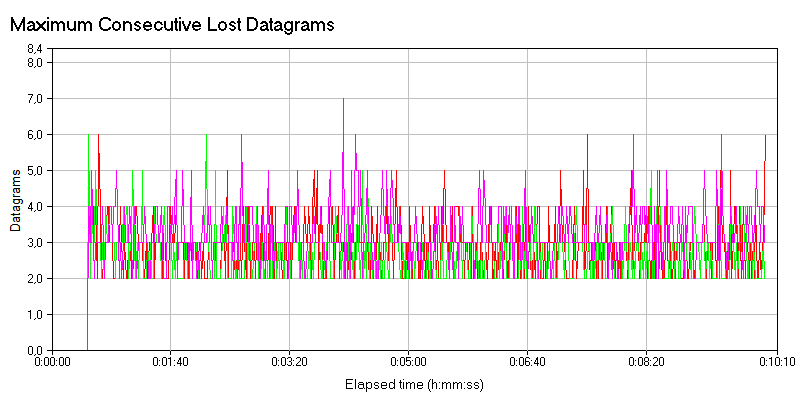 Maximum Consecutive Lost Datagrams
8,4
8,0
7,0
6,0
5,0
4,0
3,0
2,0
1,0
0,0
Datagrams
0:00:00 0:01:40 0:03:20 0:05:00 0:06:40 0:08:20 0:10:10
Elapsed time (h:mm:ss)